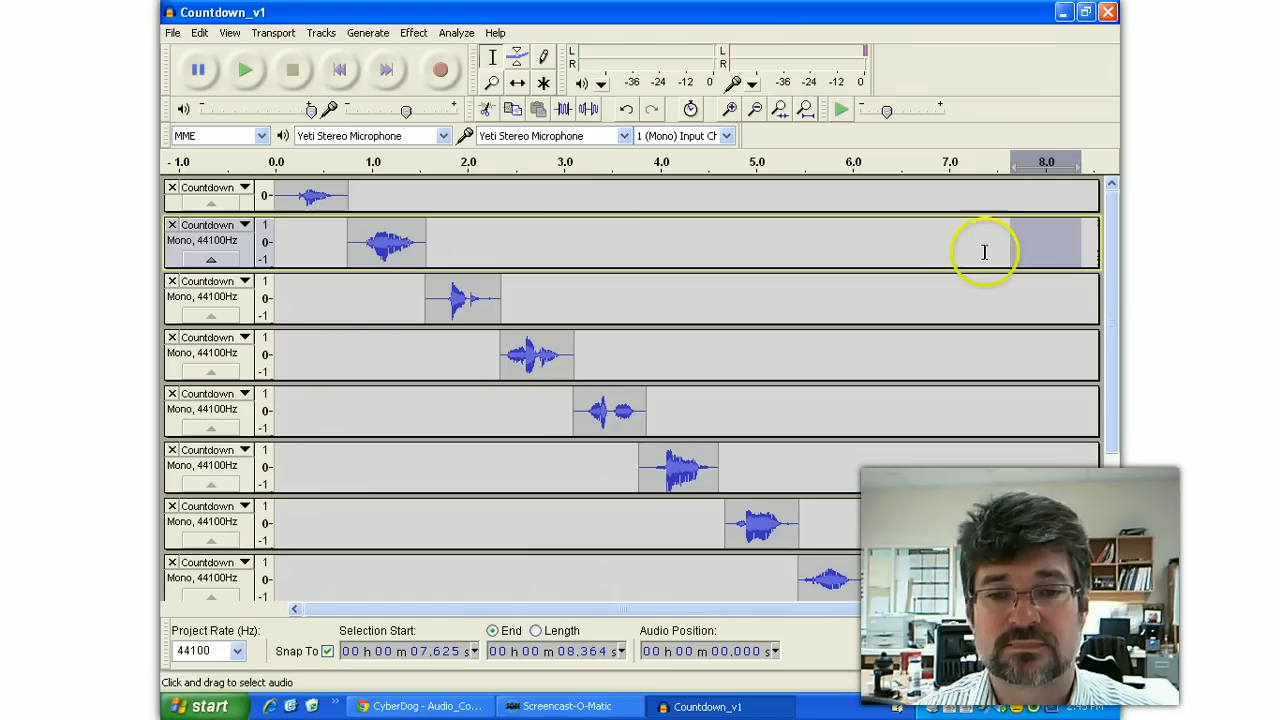 Countdown_v1
File Edit View Transport Tracks Generate Effect Analyze Help
L R L R
-36 -24 -12 0 -36 -24 -12 0
MME Yeti Stereo Microphone Yeti Stereo Microphone 1 (Mono) Input Ch
- 1.0 0.0 1.0 2.0 3.0 4.0 5.0 6.0 7.0 8.0
Countdown 0-
Countdown 1
Mono, 44100Hz 0-
-1
Countdown 1
Mono, 44100Hz 0-
-1
Countdown 1
Mono, 44100Hz 0-
-1
Countdown 1
Mono, 44100Hz 0-
-1
Countdown 1
Mono, 44100Hz 0-
-1
Countdown 1
Mono, 44100Hz 0-
-1
Countdown 1
Mono, 44100Hz 0-
-1
Project Rate (Hz): Selection Start: End Length Audio Position:
44100 Snap To 00 h 00 m 07.625 s 00 h 00 m 08.364 s 00 h 00 m 00.000 s
Click and drag to select audio
start CyberDog - Audio_Co... Screencast-O-Matic Countdown_v1